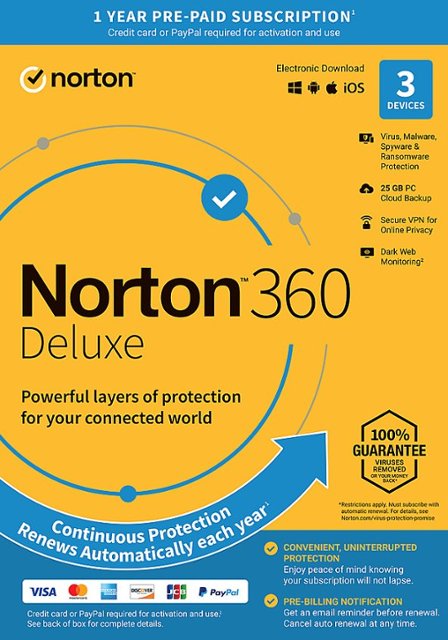 1 YEAR PRE-PAID SUBSCRIPTION¹
Credit card or PayPal required for activation and use
norton™
Electronic Download
iOS
3
DEVICES
Virus, Malware,
Spyware &
Ransomware
Protection
25 GB PC
Cloud Backup
Secure VPN for
Online Privacy
Dark Web
Monitoring²
Norton™ 360
Deluxe
Powerful layers of protection
for your connected world
100%
GUARANTEE
VIRUSES
REMOVED
OR YOUR MONEY
BACK*
*Restrictions apply. Must subscribe with
automatic renewal. For details, see
Norton.com/virus-protection-promise
Continuous Protection
Renews Automatically each year¹
CONVENIENT, UNINTERRUPTED
PROTECTION
Enjoy peace of mind knowing
your subscription will not lapse.
PRE-BILLING NOTIFICATION
Get an email reminder before renewal.
Cancel auto renewal at any time.
VISA
mastercard
DISCOVER
JCB
PayPal
Credit card or PayPal required for activation and use.¹
See back of box for complete details.